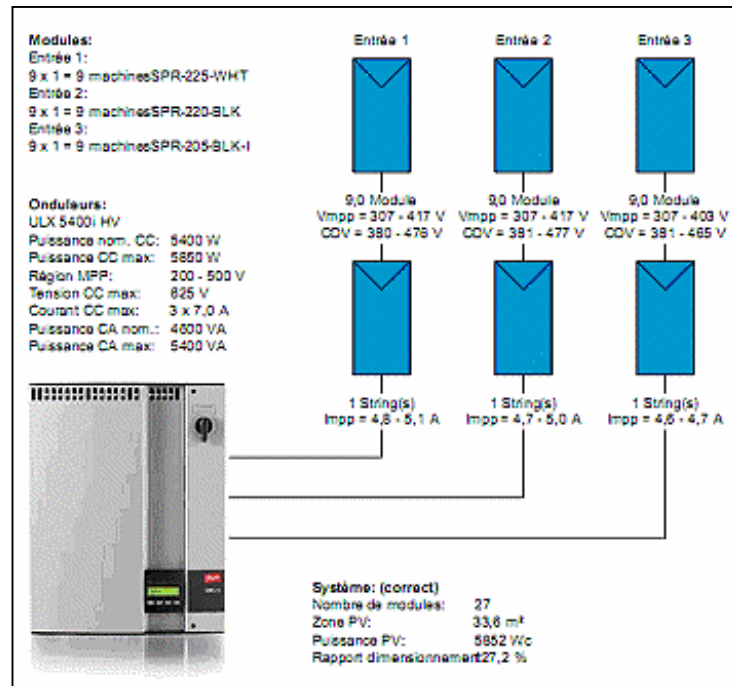 Modules:
Entrée 1:
9 x 1 = 9 machinesSPR-225-WHT
Entrée 2:
9 x 1 = 9 machinesSPR-220-BLK
Entrée 3:
9 x 1 = 9 machinesSPR-205-BLK-I
Onduleurs:
ULX 5400i HV
Puissance nom. CC: 5400 W
Puissance CC max: 5850 W
Région MPP: 200 - 500 V
Tension CC max: 625 V
Courant CC max: 3 x 7,0 A
Puissance CA nom.: 4600 VA
Puissance CA max: 5400 VA
Entrée 1
9,0 Module
Vmpp = 307 - 417 V
COV = 380 - 476 V
1 String(s)
Impp = 4,8 - 5,1 A
Entrée 2
9,0 Module
Vmpp = 307 - 417 V
COV = 381 - 477 V
1 String(s)
Impp = 4,7 - 5,0 A
Entrée 3
9,0 Module
Vmpp = 307 - 403 V
COV = 381 - 465 V
1 String(s)
Impp = 4,6 - 4,7 A
Système: (correct)
Nombre de modules: 27
Zone PV: 33,6 m²
Puissance PV: 5852 Wc
Rapport dimensionnement127,2 %